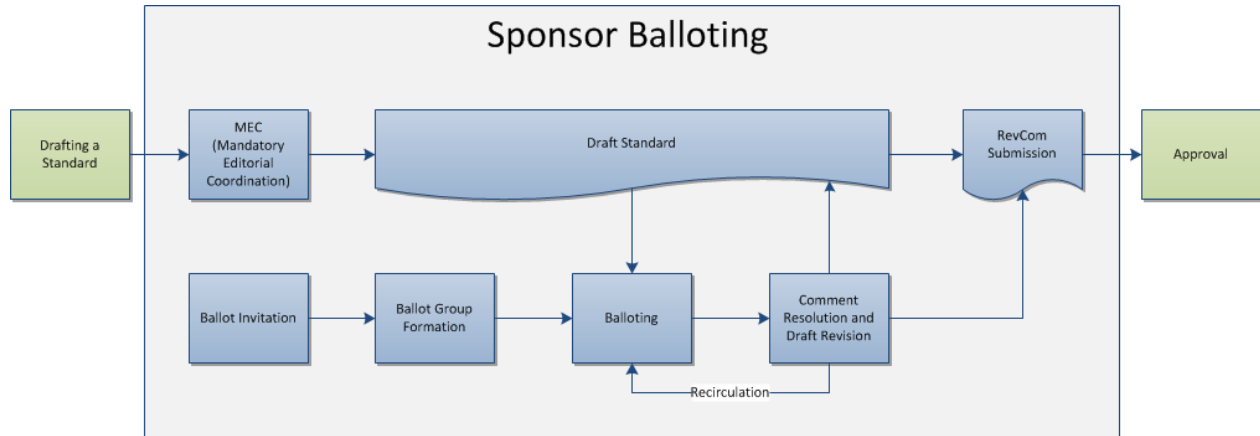 Sponsor Balloting
Drafting a
Standard
MEC
(Mandatory
Editorial
Coordination)
Draft Standard
RevCom
Submission
Approval
Ballot Invitation
Ballot Group
Formation
Balloting
Comment
Resolution and
Draft Revision
Recirculation